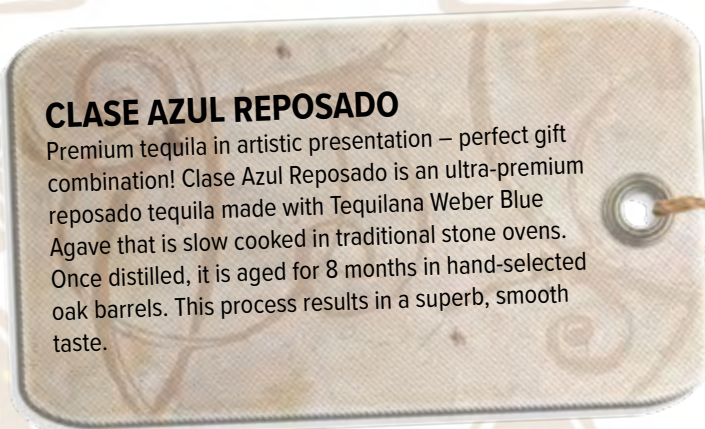 CLASE AZUL REPOSADO
Premium tequila in artistic presentation – perfect gift
combination! Clase Azul Reposado is an ultra-premium
reposado tequila made with Tequilana Weber Blue
Agave that is slow cooked in traditional stone ovens.
Once distilled, it is aged for 8 months in hand-selected
oak barrels. This process results in a superb, smooth
taste.